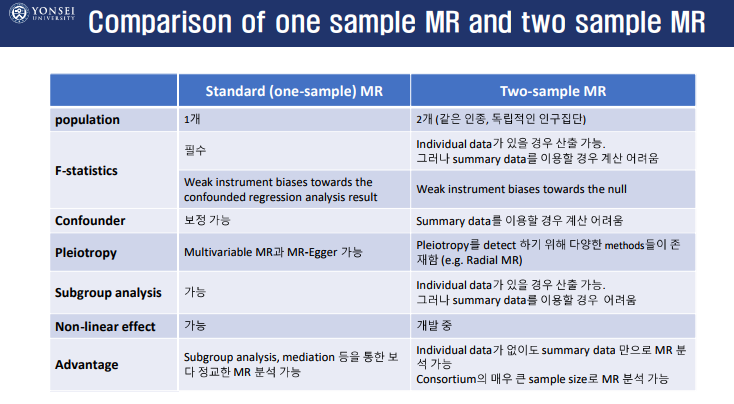 YONSEI
UNIVERSITY
Comparison of one sample MR and two sample MR
Standard (one-sample) MR
Two-sample MR
population
1개
2개 (같은 인종, 독립적인 인구집단)
F-statistics
필수
Individual data가 있을 경우 산출 가능.
그러나 summary data를 이용할 경우 계산 어려움
Weak instrument biases towards the
confounded regression analysis result
Weak instrument biases towards the null
Confounder
보정 가능
Summary data를 이용할 경우 계산 어려움
Pleiotropy
Multivariable MR과 MR-Egger 가능
Pleiotropy를 detect 하기 위해 다양한 methods들이 존
재함 (e.g. Radial MR)
Subgroup analysis
가능
Individual data가 있을 경우 산출 가능.
그러나 summary data를 이용할 경우 어려움
Non-linear effect
가능
개발 중
Advantage
Subgroup analysis, mediation 등을 통한 보
다 정교한 MR 분석 가능
Individual data가 없이도 summary data 만으로 MR 분
석 가능
Consortium의 매우 큰 sample size로 MR 분석 가능